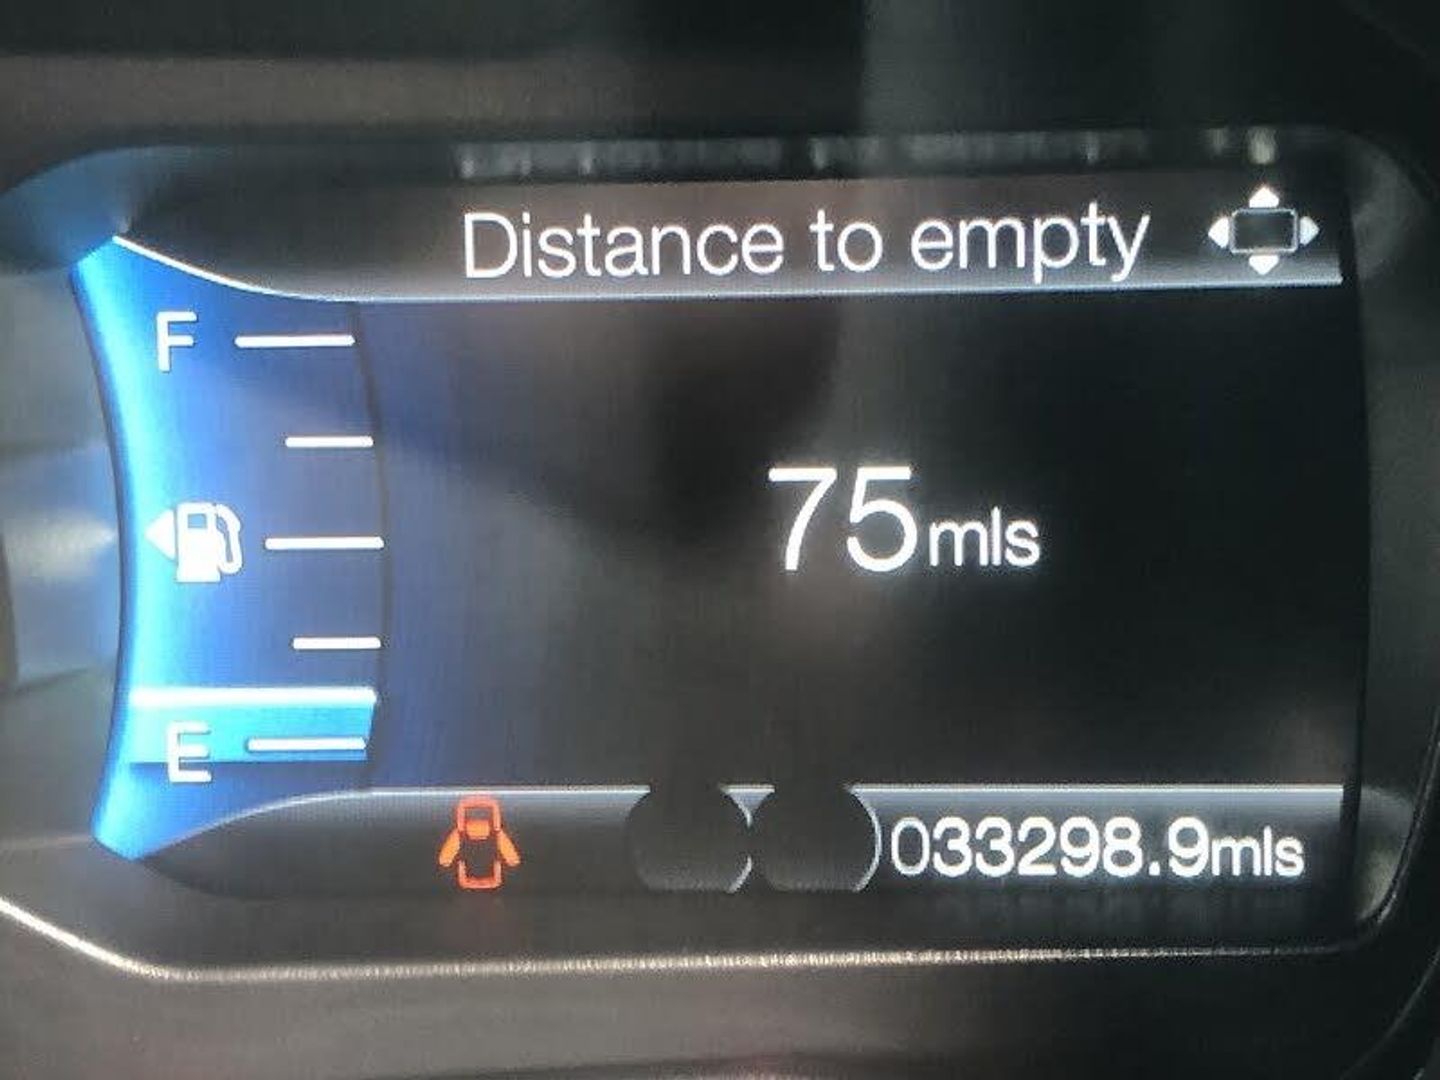 Distance to empty
F
75mls
E
033298.9mls